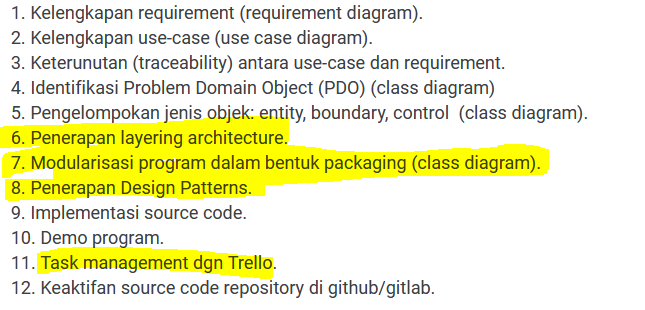 1. Kelengkapan requirement (requirement diagram).
2. Kelengkapan use-case (use case diagram).
3. Keterunutan (traceability) antara use-case dan requirement.
4. Identifikasi Problem Domain Object (PDO) (class diagram)
5. Pengelompokan jenis objek: entity, boundary, control (class diagram).
6. Penerapan layering architecture.
7. Modularisasi program dalam bentuk packaging (class diagram).
8. Penerapan Design Patterns.
9. Implementasi source code.
10. Demo program.
11. Task management dgn Trello.
12. Keaktifan source code repository di github/gitlab.